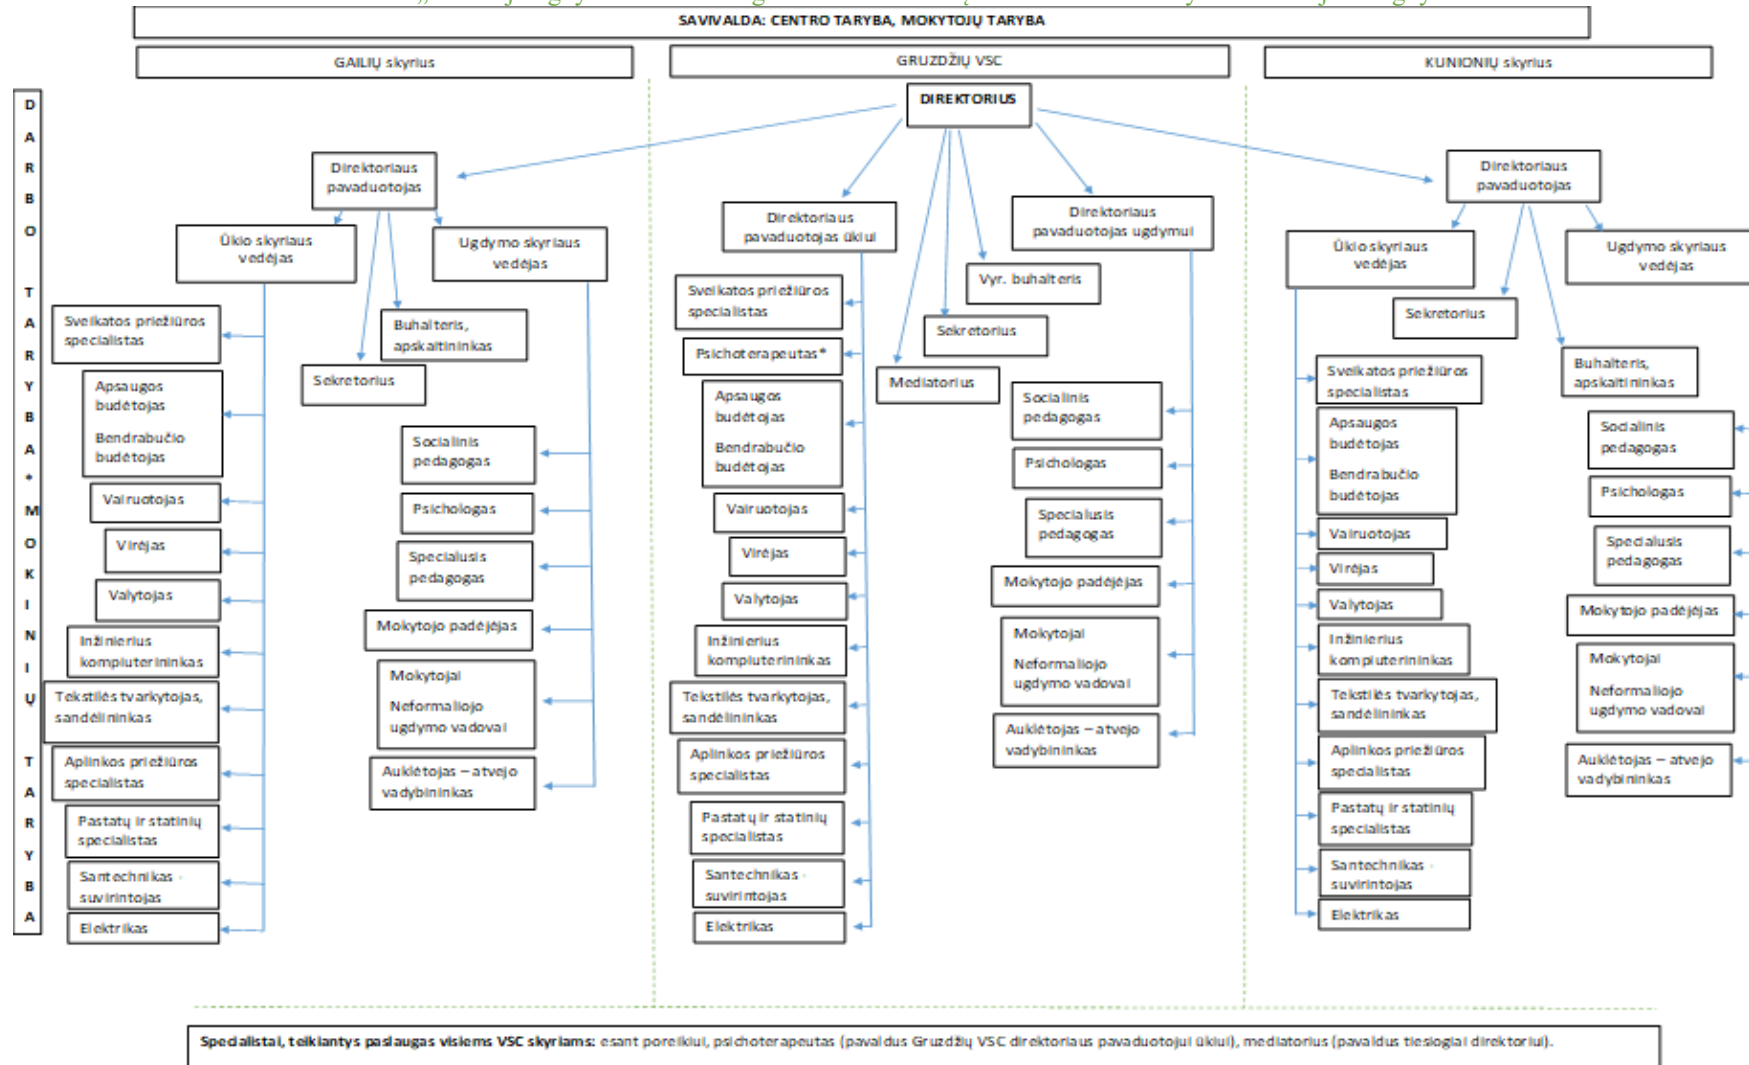 SAVIVALDA: CENTRO TARYBA, MOKYTOJŲ TARYBA
GAILIŲ skyrius
GRUZDŽIŲ VSC
KUNIONIŲ skyrius
DARBO TARYBA * MOKINIŲ TARYBA
DIREKTORIUS
Direktoriaus
pavaduotojas
Ūkio skyriaus
vedėjas
Ugdymo skyriaus
vedėjas
Buhalteris,
apskaitininkas
Sekretorius
Sveikatos priežiūros
specialistas
Apsaugos
budėtojas
Bendrabučio
budėtojas
Vairuotojas
Virėjas
Valytojas
Inžinierius
kompiuterininkas
Tekstilės tvarkytojas,
sandėlininkas
Aplinkos priežiūros
specialistas
Pastatų ir statinių
specialistas
Santechnikas -
suvirintojas
Elektrikas
Socialinis
pedagogas
Psichologas
Specialusis
pedagogas
Mokytojo padėjėjas
Mokytojai
Neformaliojo
ugdymo vadovai
Auklėtojas – atvejo
vadybininkas
Direktoriaus
pavaduotojas ūkiui
Direktoriaus
pavaduotojas ugdymui
Vyr. buhalteris
Sekretorius
Mediatorius
Sveikatos priežiūros
specialistas
Psichoterapeutas*
Apsaugos
budėtojas
Bendrabučio
budėtojas
Vairuotojas
Virėjas
Valytojas
Inžinierius
kompiuterininkas
Tekstilės tvarkytojas,
sandėlininkas
Aplinkos priežiūros
specialistas
Pastatų ir statinių
specialistas
Santechnikas -
suvirintojas
Elektrikas
Socialinis
pedagogas
Psichologas
Specialusis
pedagogas
Mokytojo padėjėjas
Mokytojai
Neformaliojo
ugdymo vadovai
Auklėtojas – atvejo
vadybininkas
Direktoriaus
pavaduotojas
Ūkio skyriaus
vedėjas
Ugdymo skyriaus
vedėjas
Sekretorius
Buhalteris,
apskaitininkas
Sveikatos priežiūros
specialistas
Apsaugos
budėtojas
Bendrabučio
budėtojas
Vairuotojas
Virėjas
Valytojas
Inžinierius
kompiuterininkas
Tekstilės tvarkytojas,
sandėlininkas
Aplinkos priežiūros
specialistas
Pastatų ir statinių
specialistas
Santechnikas -
suvirintojas
Elektrikas
Socialinis
pedagogas
Psichologas
Specialusis
pedagogas
Mokytojo padėjėjas
Mokytojai
Neformaliojo
ugdymo vadovai
Auklėtojas – atvejo
vadybininkas
Specialistai, teikiantys paslaugas visiems VSC skyriams: esant poreikiui, psichoterapeutas (pavaldus Gruzdžių VSC direktoriaus pavaduotojui ūkiui), mediatorius (pavaldus tiesiogiai direktoriui).